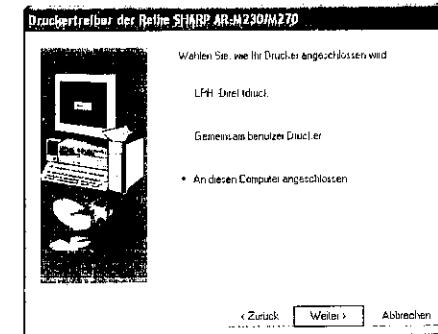 Druckertreiber der Reihe SHARP AR-M230/M270
Wählen Sie, wie Ihr Drucker angeschlossen wird
LPR-Direktdruck
Gemeinsam benutzter Drucker
An diesen Computer angeschlossen
< Zurück
Weiter >
Abbrechen